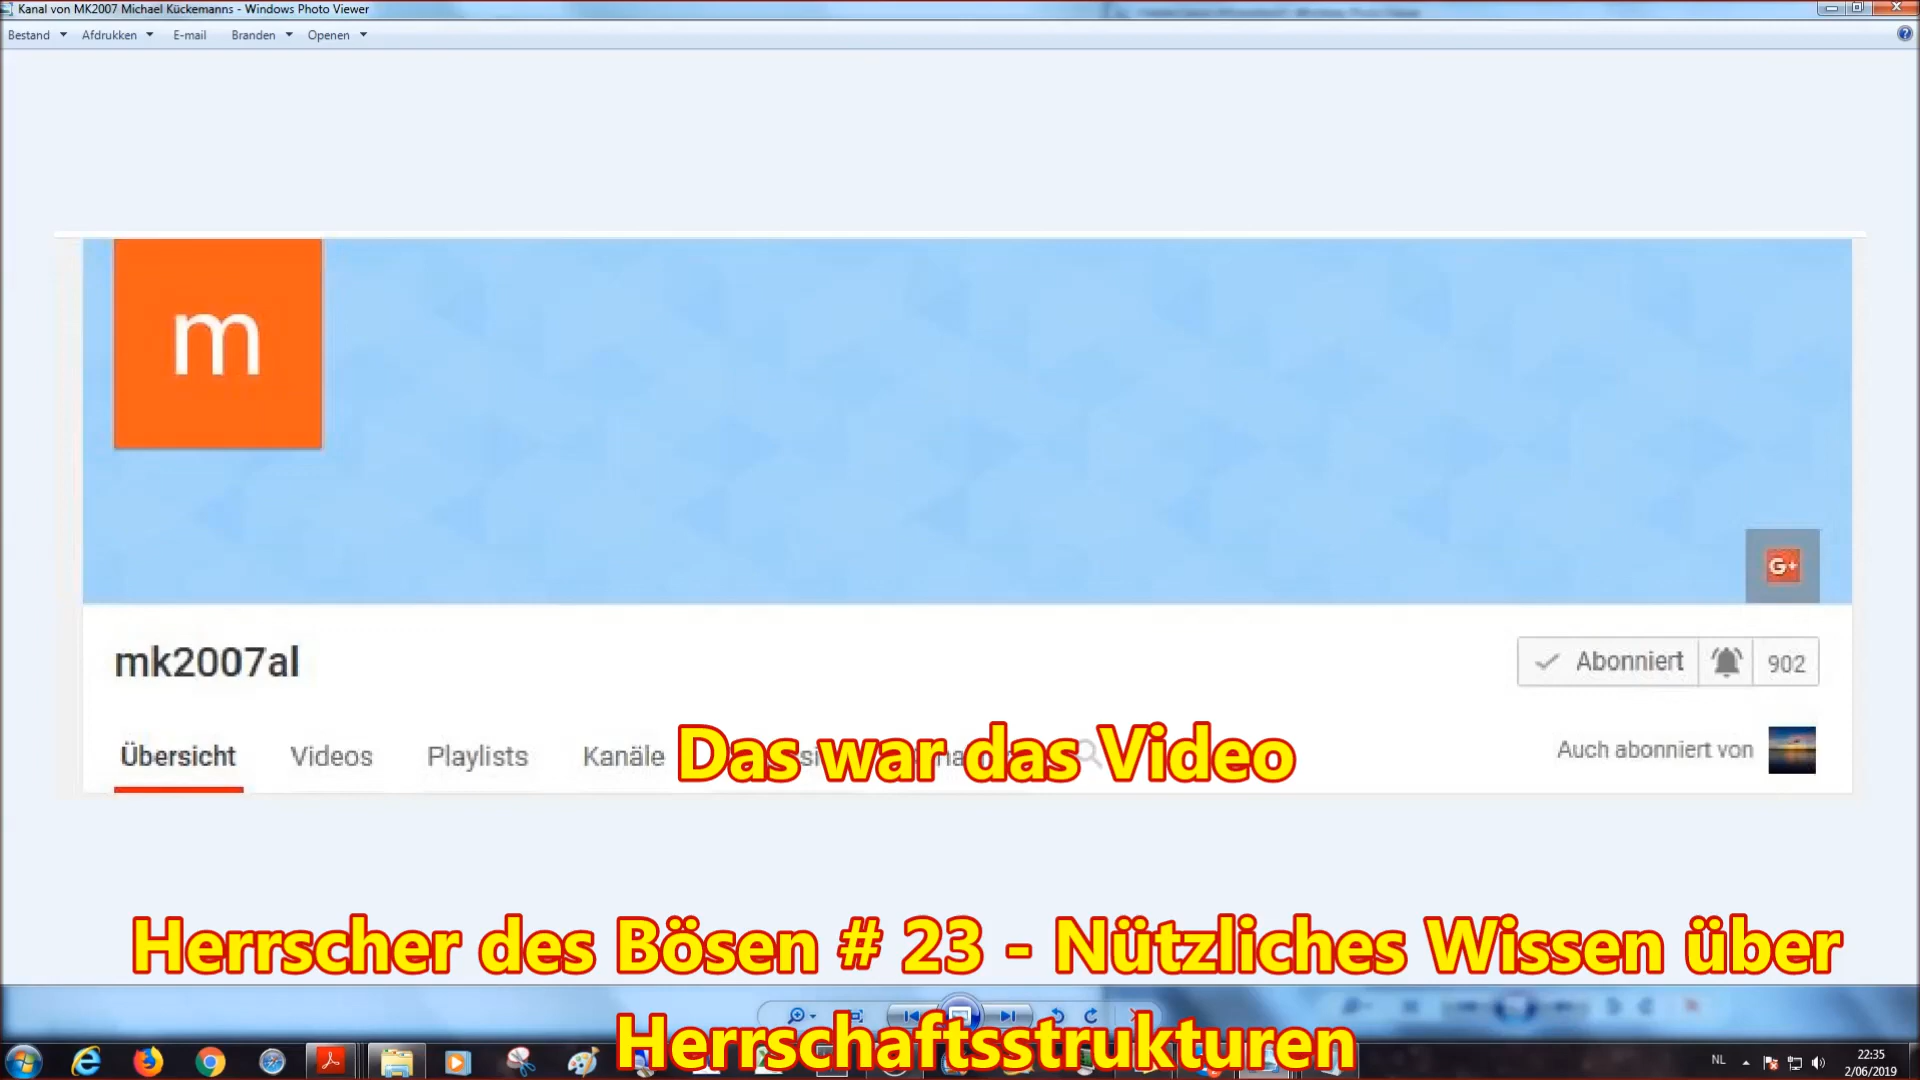 Kanal von MK2007 Michael Kückemanns - Windows Photo Viewer
Bestand Afdrukken E-mail Branden Openen
m
G+
mk2007al
Abonniert 902
Übersicht Videos Playlists Kanäle
Auch abonniert von
Das war das Video
Herrscher des Bösen # 23 - Nützliches Wissen über
Herrschaftsstrukturen
NL
22:35
2/06/2019